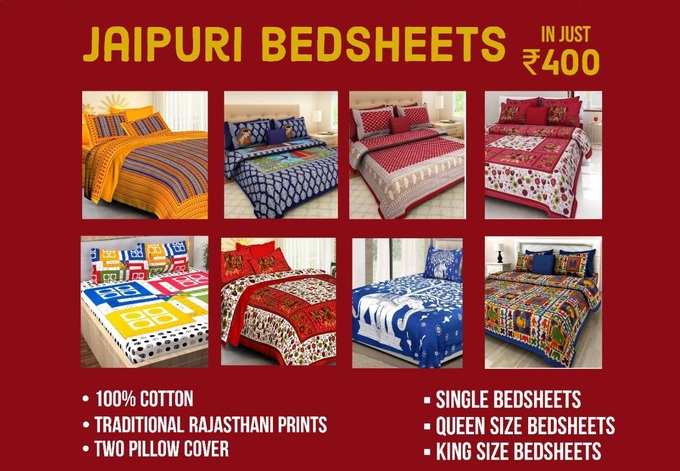 JAIPURI BEDSHEETS
IN JUST
₹400
• 100% COTTON
• TRADITIONAL RAJASTHANI PRINTS
• TWO PILLOW COVER
▪ SINGLE BEDSHEETS
▪ QUEEN SIZE BEDSHEETS
▪ KING SIZE BEDSHEETS